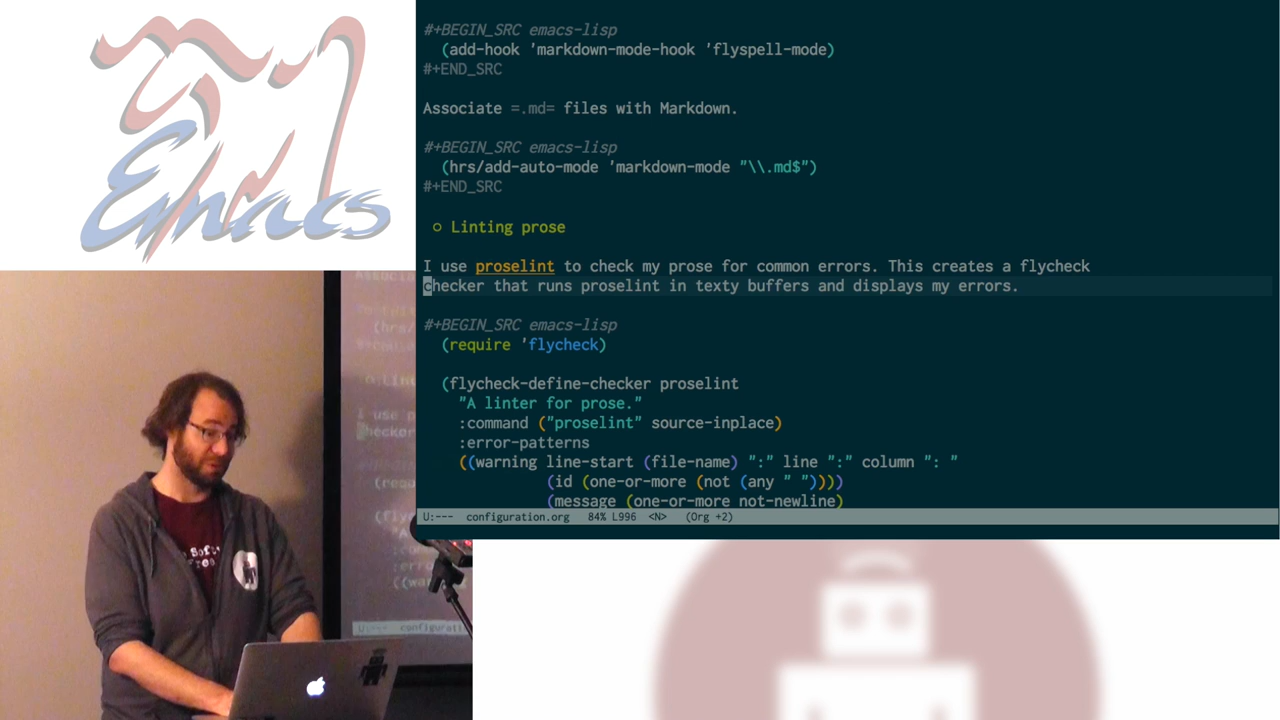 Emacs
#+BEGIN_SRC emacs-lisp
(add-hook 'markdown-mode-hook 'flyspell-mode)
#+END_SRC
Associate =.md= files with Markdown.
#+BEGIN_SRC emacs-lisp
(hrs/add-auto-mode 'markdown-mode "\\.md$")
#+END_SRC
○ Linting prose
I use proselint to check my prose for common errors. This creates a flycheck
checker that runs proselint in texty buffers and displays my errors.
#+BEGIN_SRC emacs-lisp
(require 'flycheck)
(flycheck-define-checker proselint
"A linter for prose."
:command ("proselint" source-inplace)
:error-patterns
((warning line-start (file-name) ":" line ":" column ": "
(id (one-or-more (not (any " "))))
(message (one-or-more not-newline)
U:--- configuration.org 84% L996 <N> (Org +2)